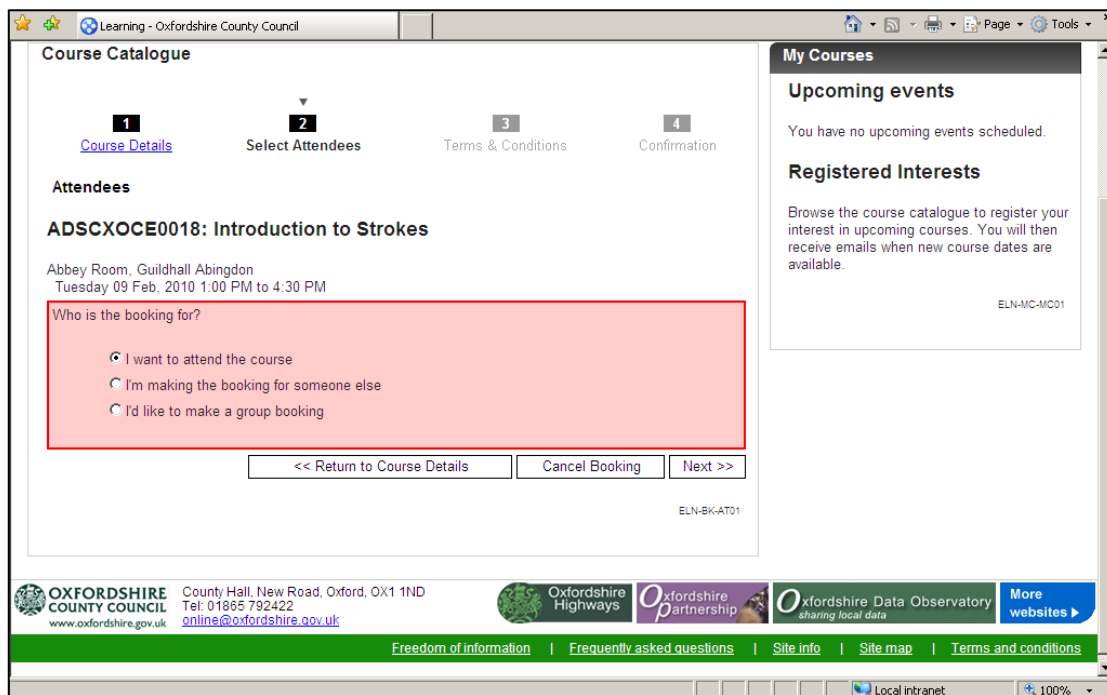 Learning - Oxfordshire County Council
Page
Tools
Course Catalogue
1
2
3
4
Course Details
Select Attendees
Terms & Conditions
Confirmation
Attendees
ADSCXOCE0018: Introduction to Strokes
Abbey Room, Guildhall Abingdon
Tuesday 09 Feb, 2010 1:00 PM to 4:30 PM
Who is the booking for?
I want to attend the course
I'm making the booking for someone else
I'd like to make a group booking
<< Return to Course Details
Cancel Booking
Next >>
ELN-BK-AT01
My Courses
Upcoming events
You have no upcoming events scheduled.
Registered Interests
Browse the course catalogue to register your
interest in upcoming courses. You will then
receive emails when new course dates are
available.
ELN-MC-MC01
OXFORDSHIRE
COUNTY COUNCIL
www.oxfordshire.gov.uk
County Hall, New Road, Oxford, OX1 1ND
Tel: 01865 792422
online@oxfordshire.gov.uk
Oxfordshire
Highways
Oxfordshire
Partnership
Oxfordshire Data Observatory
sharing local data
More
websites
Freedom of information | Frequently asked questions | Site info | Site map | Terms and conditions
Local intranet
100%